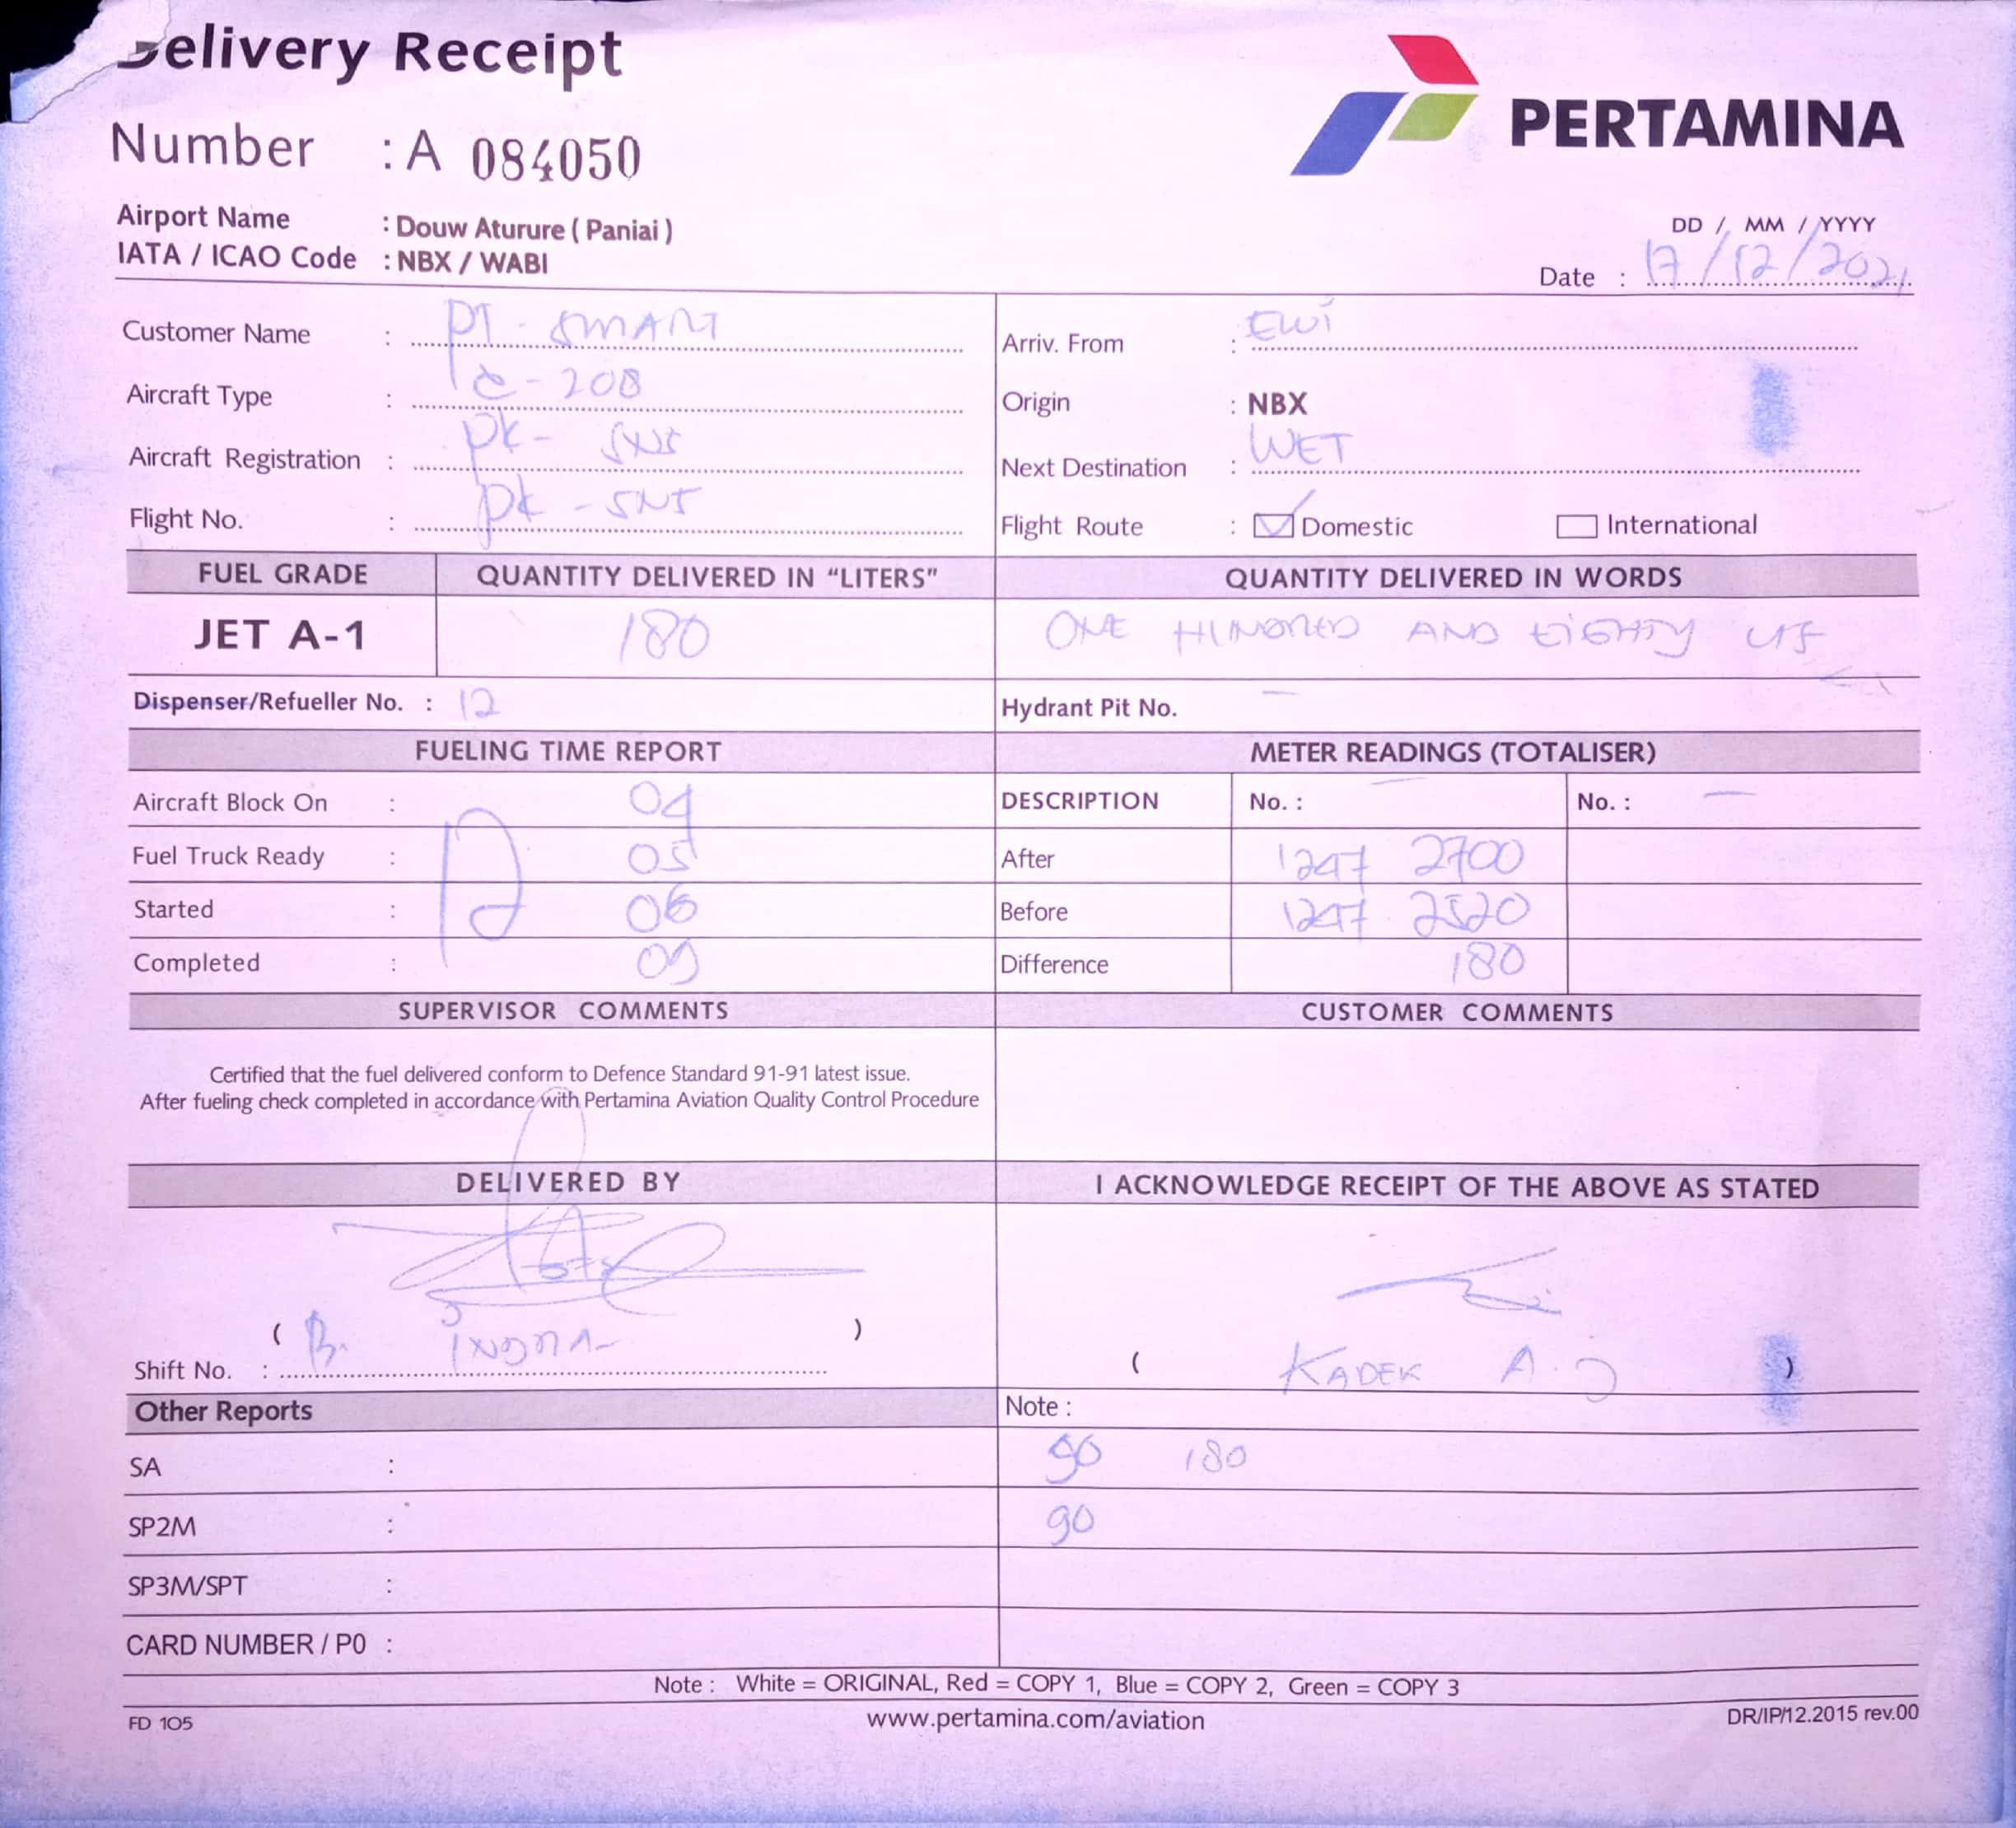 Delivery Receipt
PERTAMINA
Number : A 084050
Airport Name : Douw Aturure ( Paniai )
IATA / ICAO Code : NBX / WABI
DD / MM / YYYY
Date : 17/12/2021
Customer Name : PT - SMART
Arriv. From : EWI
Aircraft Type : C-208
Origin : NBX
Aircraft Registration : PK-
Next Destination : WET
Flight No. : PK-
Flight Route : Domestic International
FUEL GRADE QUANTITY DELIVERED IN “LITERS” QUANTITY DELIVERED IN WORDS
JET A-1 180 ONE HUNDRED AND EIGHTY
Dispenser/Refueller No. : 12 Hydrant Pit No. -
FUELING TIME REPORT METER READINGS (TOTALISER)
Aircraft Block On : 04 DESCRIPTION No. : - No. : -
Fuel Truck Ready : 05 After 1247 2700
12
Started : 06 Before 1247 2520
Completed : 09 Difference 180
SUPERVISOR COMMENTS CUSTOMER COMMENTS
Certified that the fuel delivered conform to Defence Standard 91-91 latest issue.
After fueling check completed in accordance with Pertamina Aviation Quality Control Procedure
DELIVERED BY I ACKNOWLEDGE RECEIPT OF THE ABOVE AS STATED
( B. INDRA )
Shift No. :
( KADEK A. J )
Other Reports Note :
SA : 90 180
SP2M : 90
SP3M/SPT :
CARD NUMBER / P0 :
Note : White = ORIGINAL, Red = COPY 1, Blue = COPY 2, Green = COPY 3
FD 105 www.pertamina.com/aviation DR/IP/12.2015 rev.00